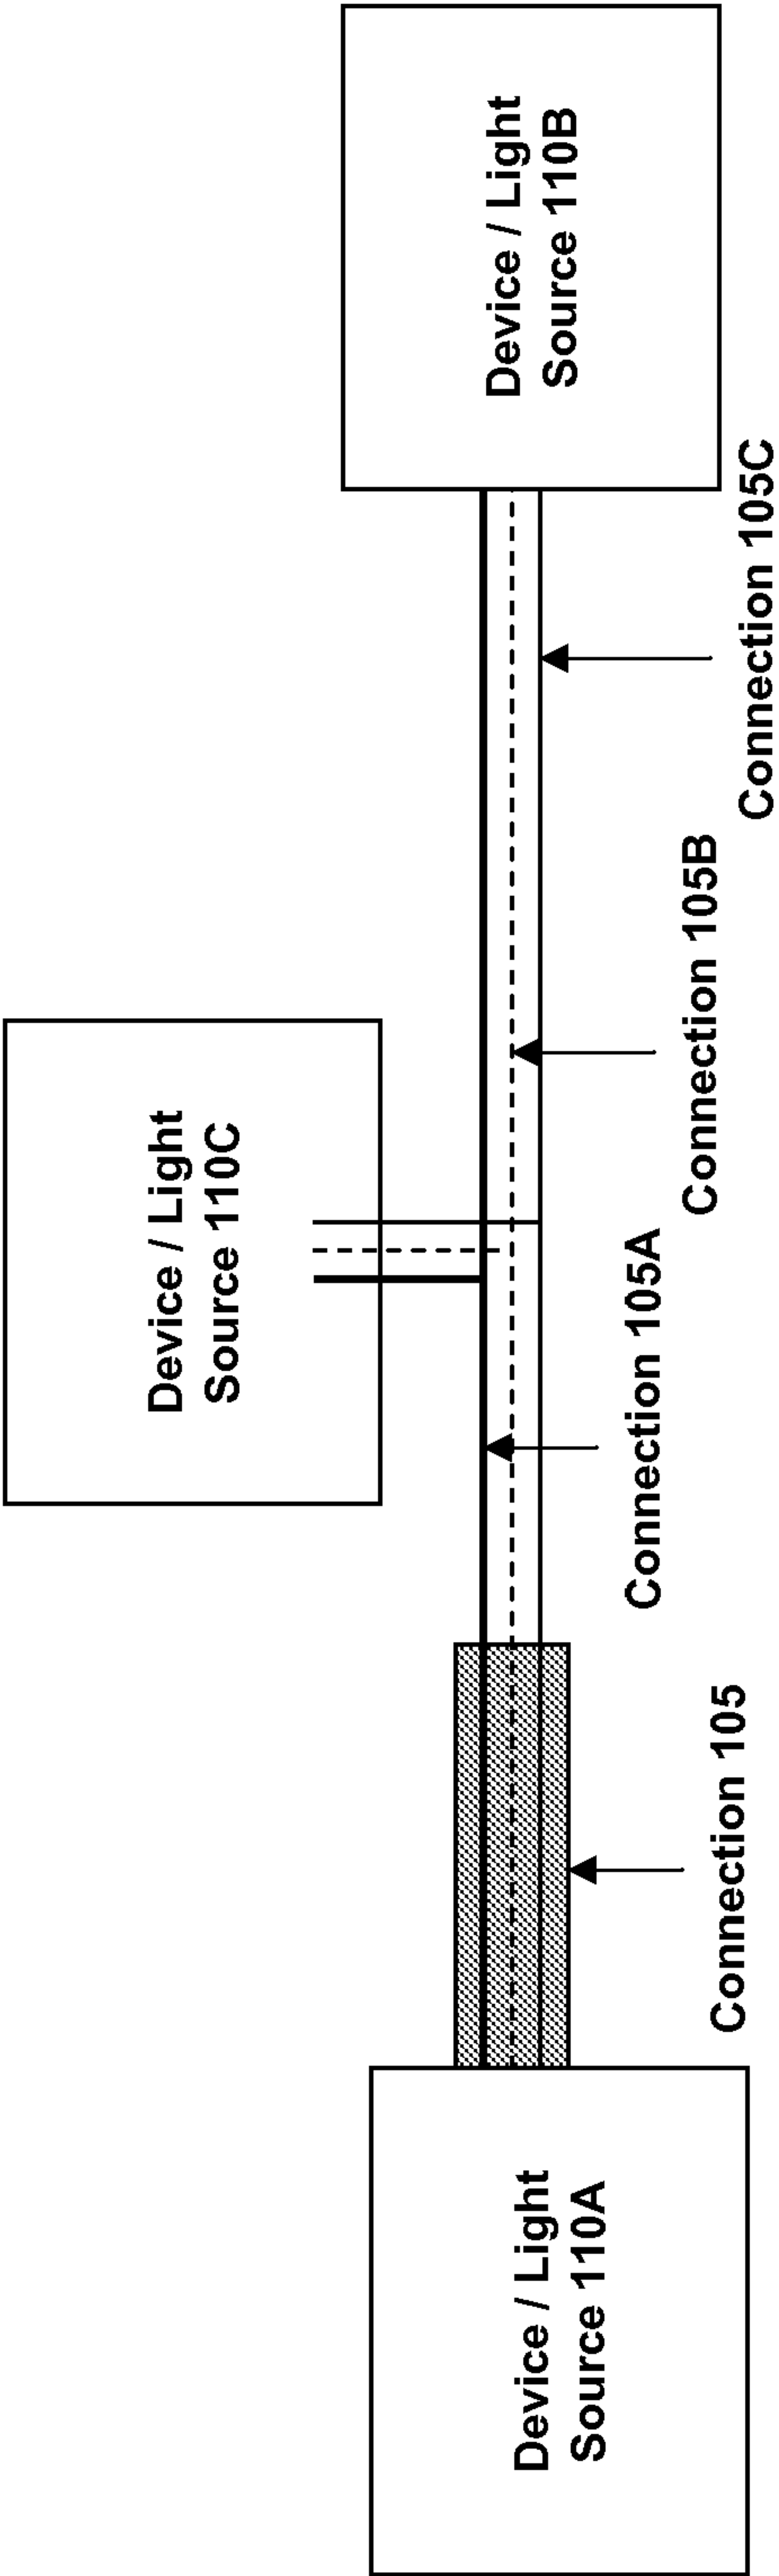 Device / Light
Source 110C
Device / Light
Source 110A
Device / Light
Source 110B
Connection 105A
Connection 105B
Connection 105
Connection 105C